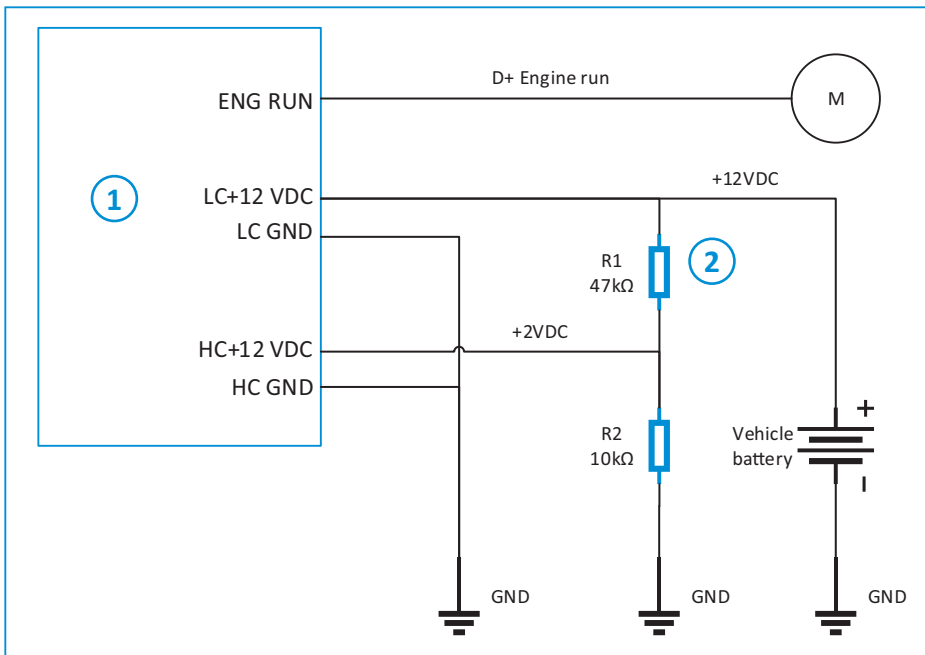 D+ Engine run
ENG RUN
M
1
LC+12 VDC
+12VDC
LC GND
R1
47kΩ
2
+2VDC
HC+12 VDC
HC GND
R2
10kΩ
Vehicle
battery
+
-
GND
GND
GND